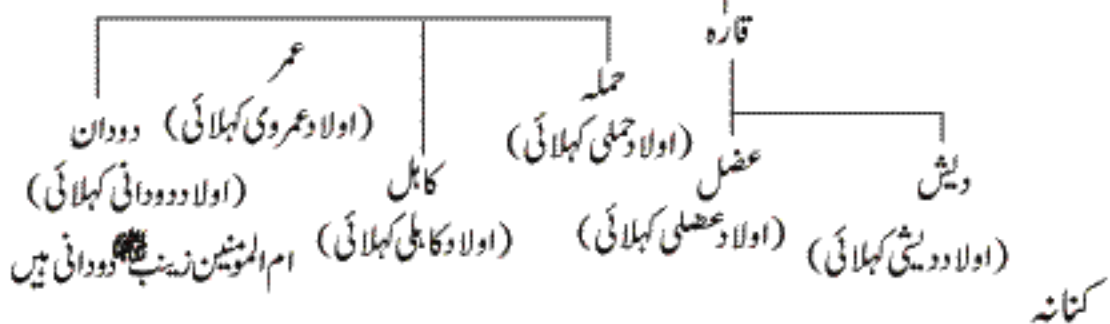 قارہ
عمر
حملہ
(اولاد حملی کہلائی)
(اولاد عمروی کہلائی)
دودان
(اولاد دودانی کہلائی)
ام المومنین زینب دودانی ہیں
کاہل
(اولاد کاہلی کہلائی)
عضل
(اولاد عضلی کہلائی)
دیش
(اولاد دیشی کہلائی)
کنانہ